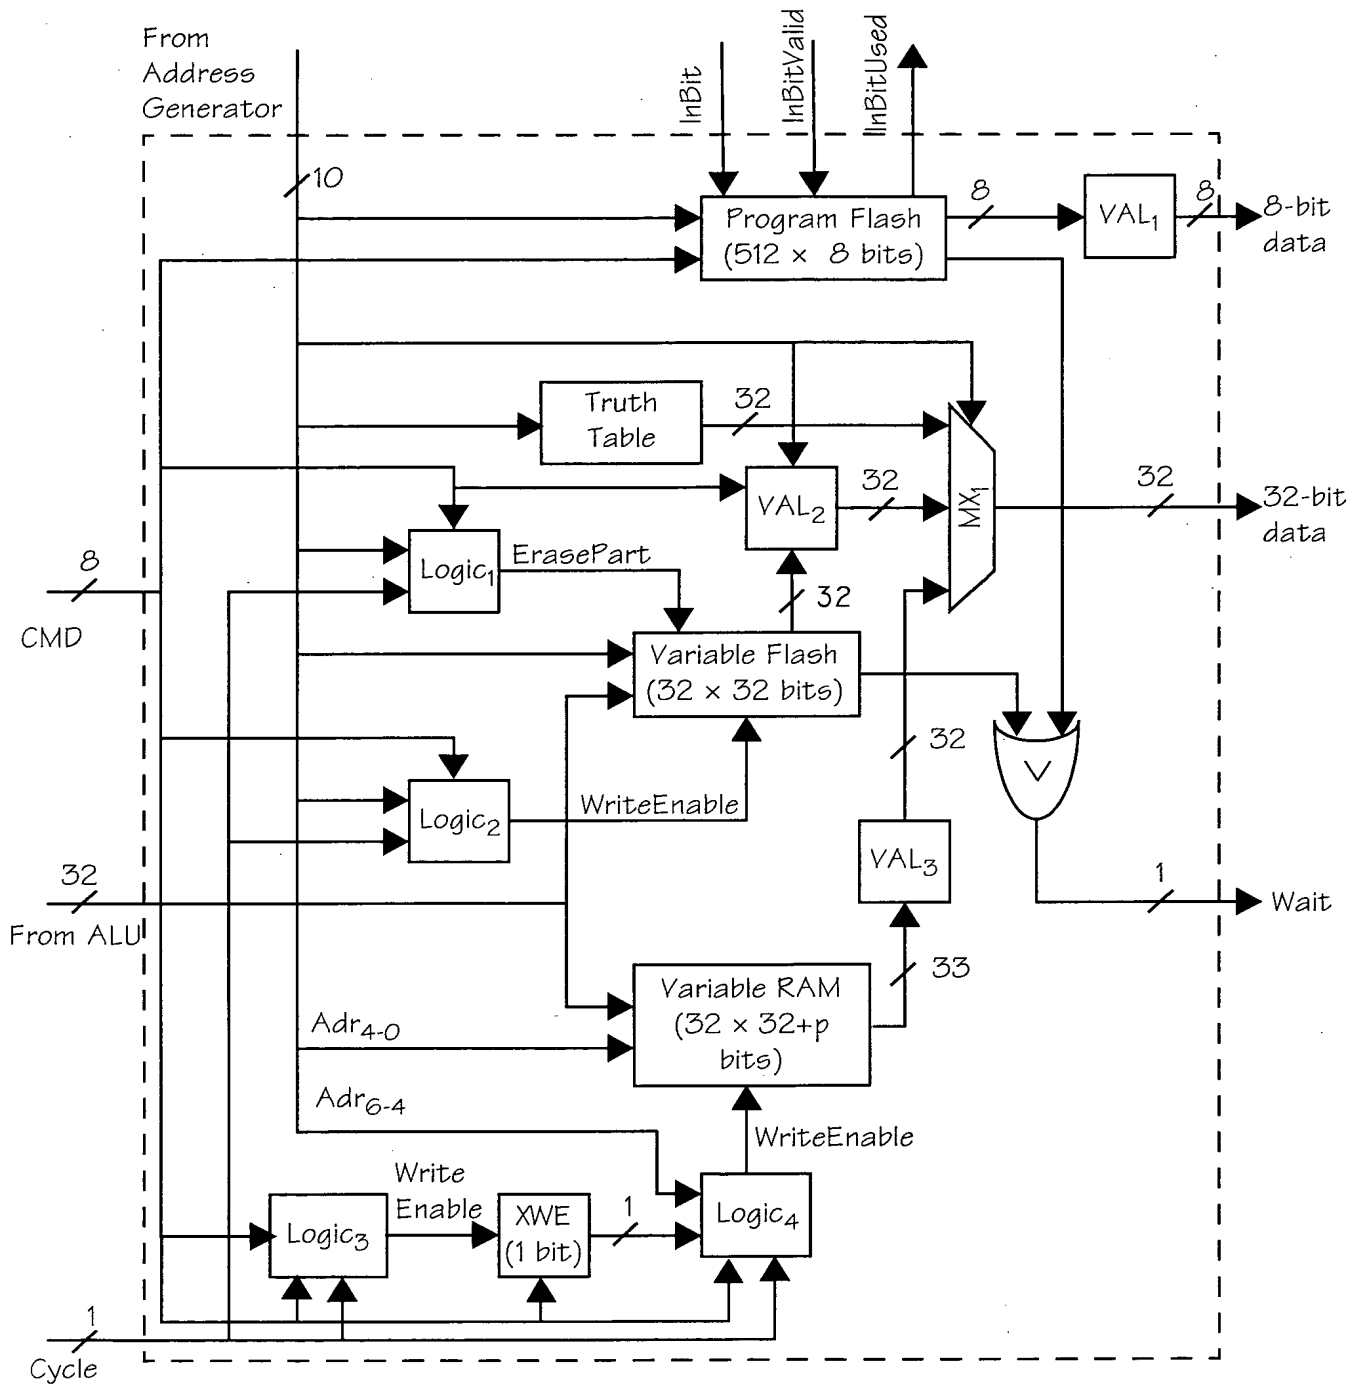 From
Address
Generator
InBit
InBitValid
InBitUsed
10
Program Flash
(512 × 8 bits)
8
VAL1
8
8-bit
data
Truth
Table
32
VAL2
32
MX1
32
32-bit
data
8
CMD
Logic1
ErasePart
32
Variable Flash
(32 × 32 bits)
32
V
Logic2
WriteEnable
VAL3
32
From ALU
1
Wait
33
Variable RAM
(32 × 32+p
bits)
Adr4-0
Adr6-4
WriteEnable
Write
Enable
Logic3
XWE
(1 bit)
1
Logic4
1
Cycle